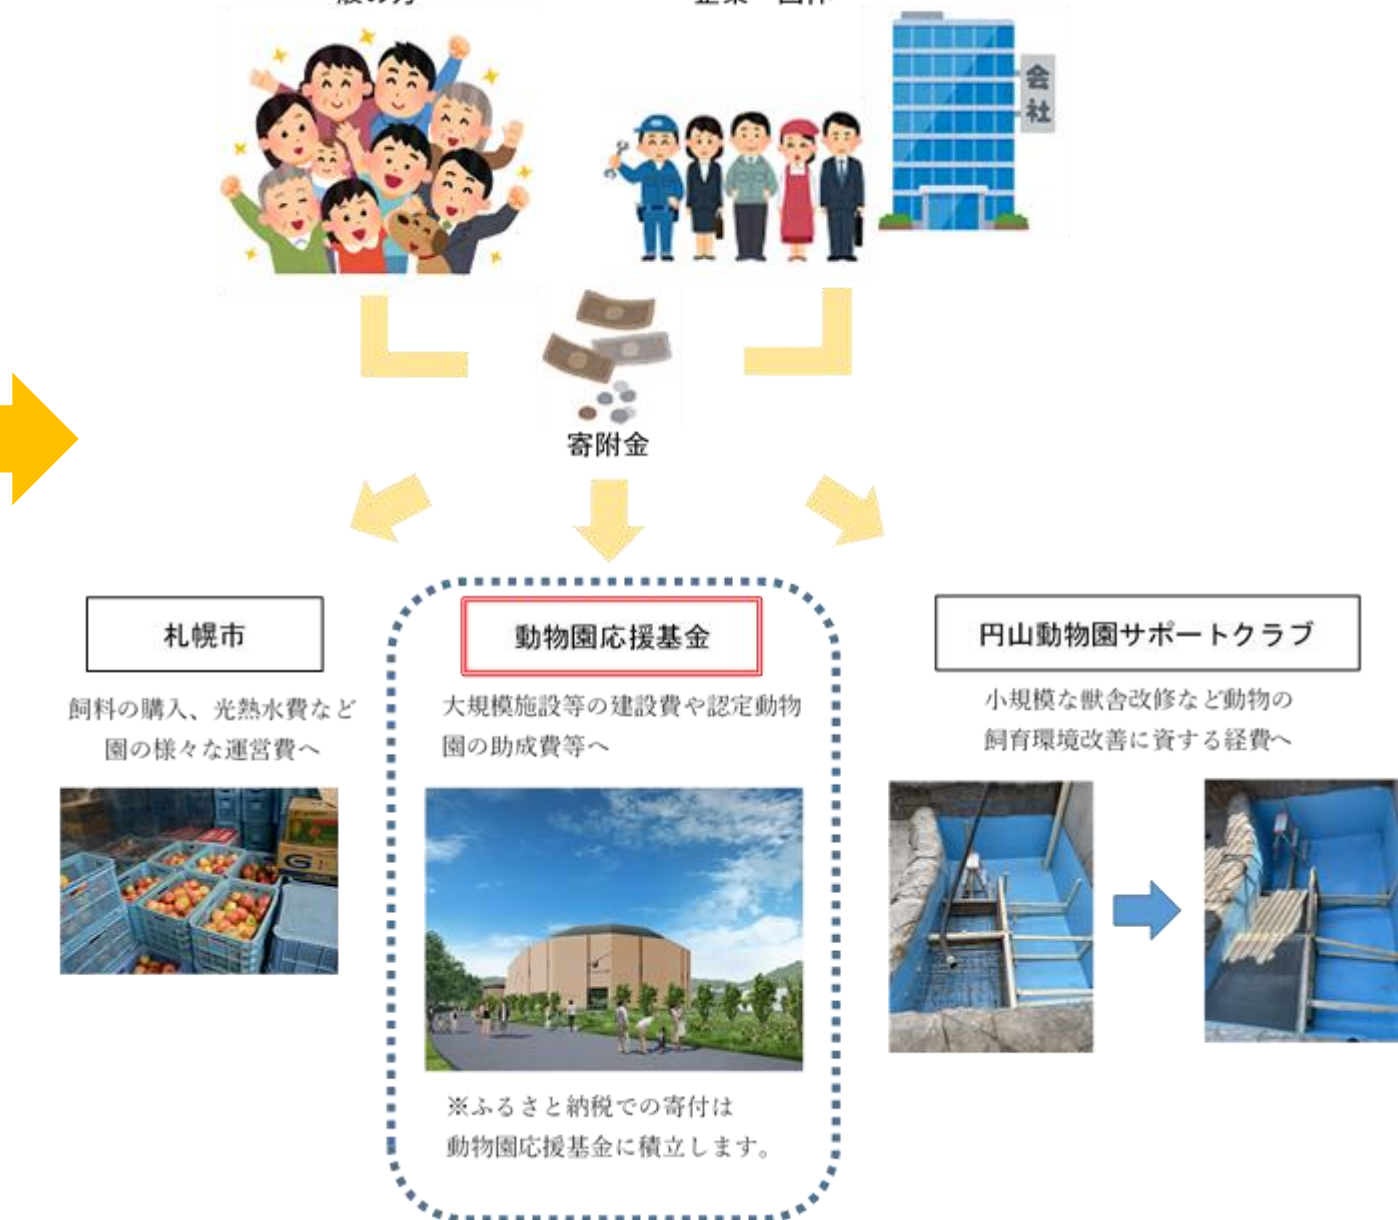 会社
寄附金
札幌市
飼料の購入、光熱水費など
園の様々な運営費へ
動物園応援基金
大規模施設等の建設費や認定動物
園の助成費等へ
※ふるさと納税での寄付は
動物園応援基金に積立します。
円山動物園サポートクラブ
小規模な獣舎改修など動物の
飼育環境改善に資する経費へ